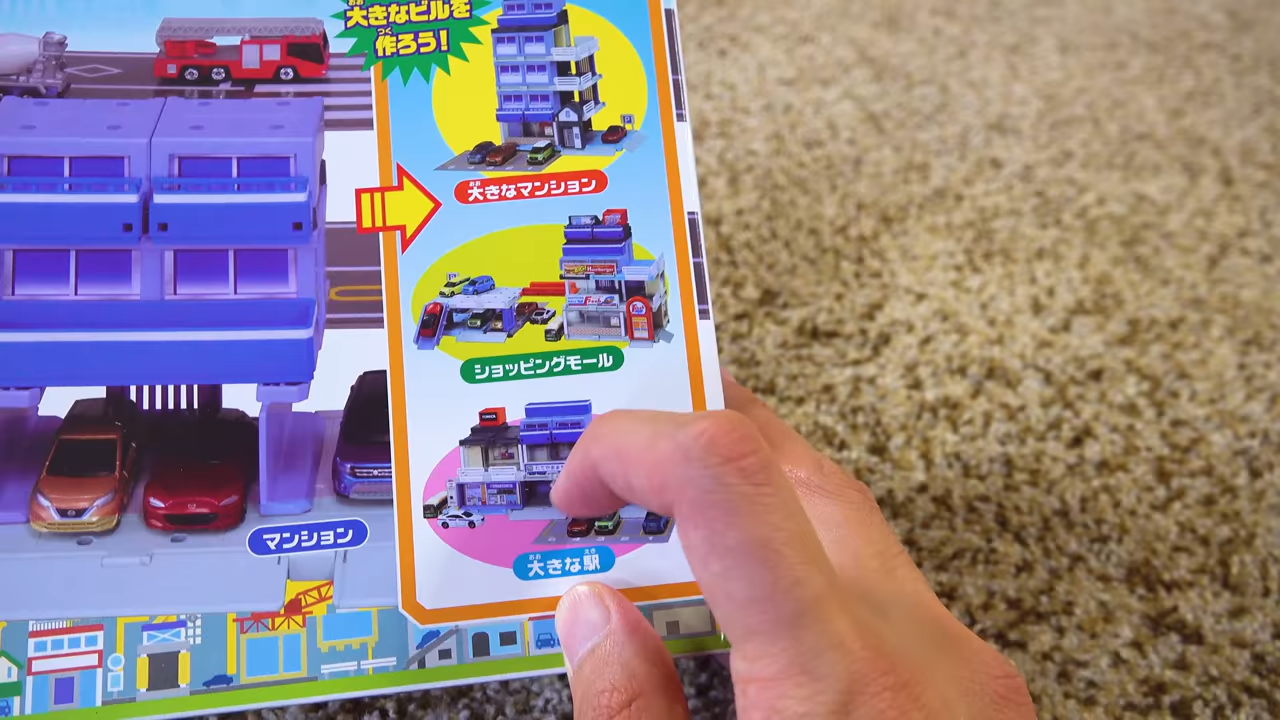 大きなビルを
作ろう!
大きなマンション
ショッピングモール
大きな駅
マンション